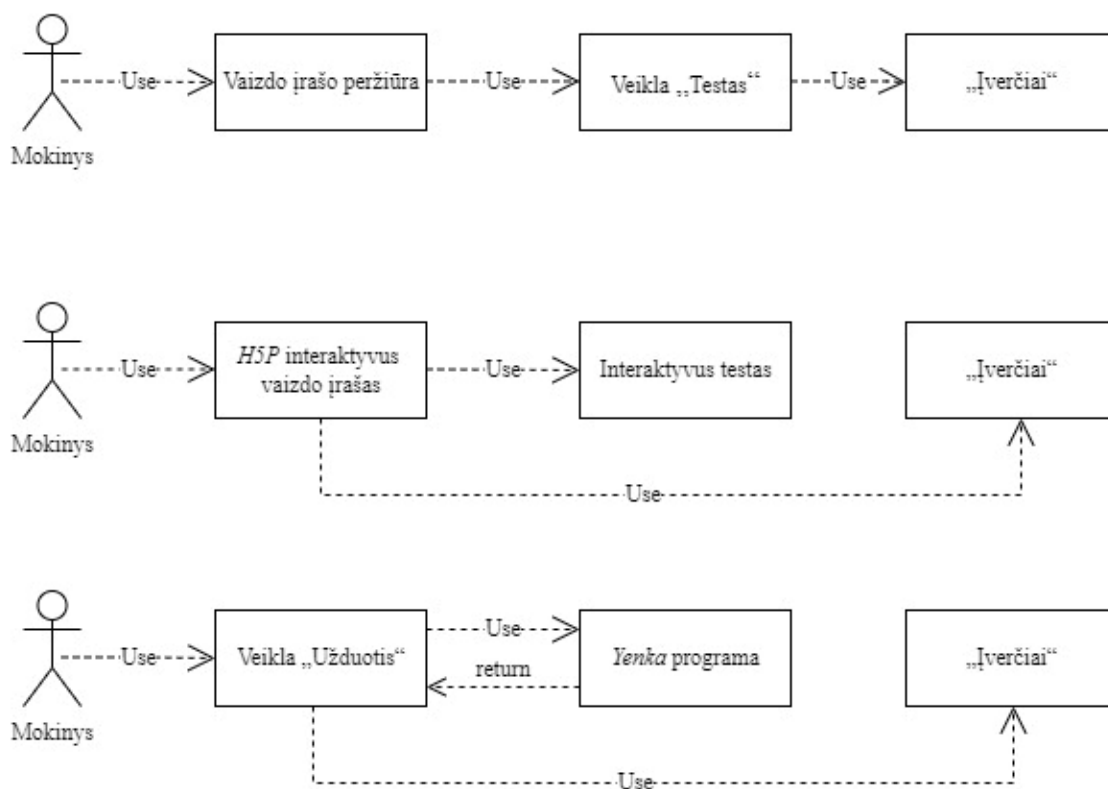 Use
Vaizdo įrašo peržiūra
Use
Veikla „Testas“
Use
„Įverčiai“
Mokinys
Use
H5P interaktyvus
vaizdo įrašas
Use
Interaktyvus testas
„Įverčiai“
Mokinys
Use
Use
Veikla „Užduotis“
Use
return
Yenka programa
„Įverčiai“
Mokinys
Use